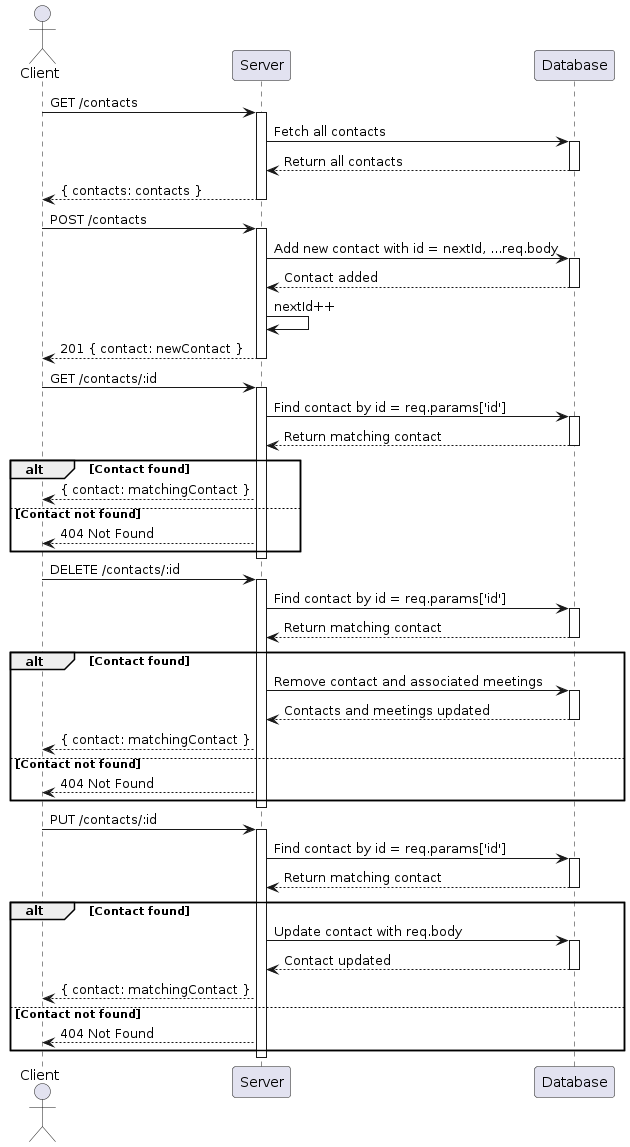 Client
Server
Database
GET /contacts
Fetch all contacts
Return all contacts
{ contacts: contacts }
POST /contacts
Add new contact with id = nextId, ...req.body
Contact added
nextId++
201 { contact: newContact }
GET /contacts/:id
Find contact by id = req.params['id']
Return matching contact
alt [Contact found]
{ contact: matchingContact }
[Contact not found]
404 Not Found
DELETE /contacts/:id
Find contact by id = req.params['id']
Return matching contact
alt [Contact found]
Remove contact and associated meetings
Contacts and meetings updated
{ contact: matchingContact }
[Contact not found]
404 Not Found
PUT /contacts/:id
Find contact by id = req.params['id']
Return matching contact
alt [Contact found]
Update contact with req.body
Contact updated
{ contact: matchingContact }
[Contact not found]
404 Not Found
Client
Server
Database